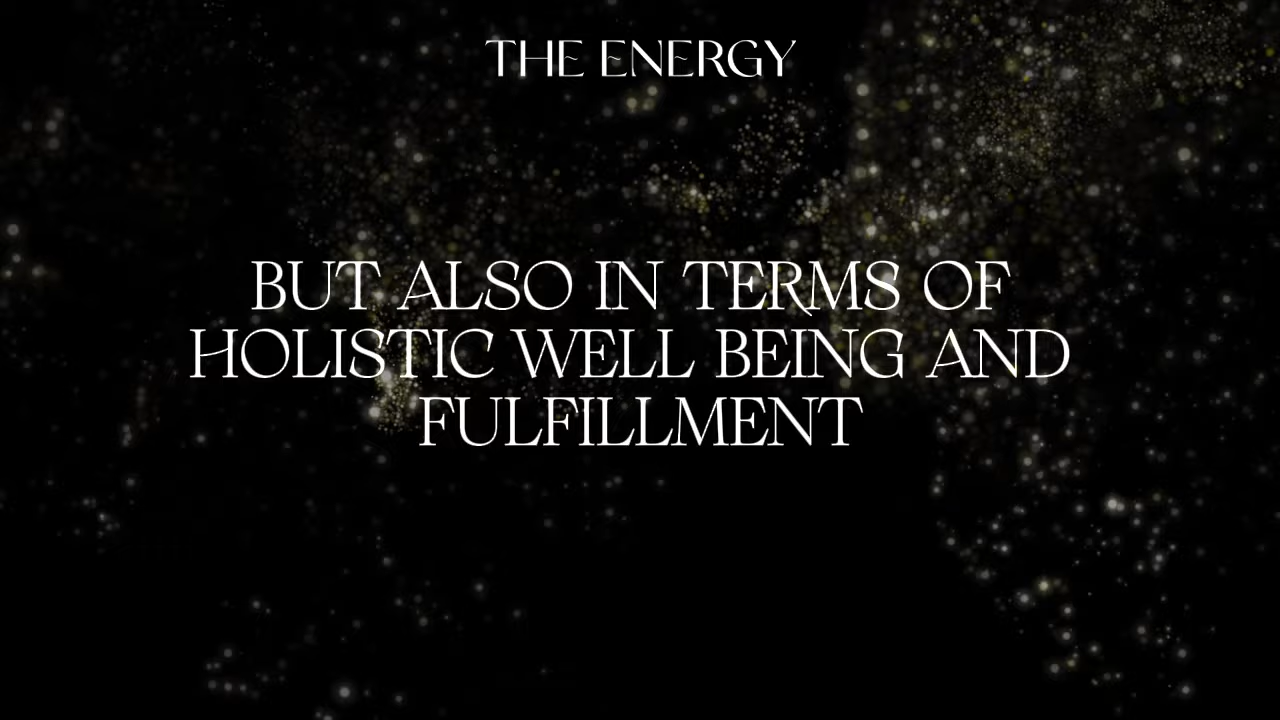 THE ENERGY
BUT ALSO IN TERMS OF
HOLISTIC WELL BEING AND
FULFILLMENT